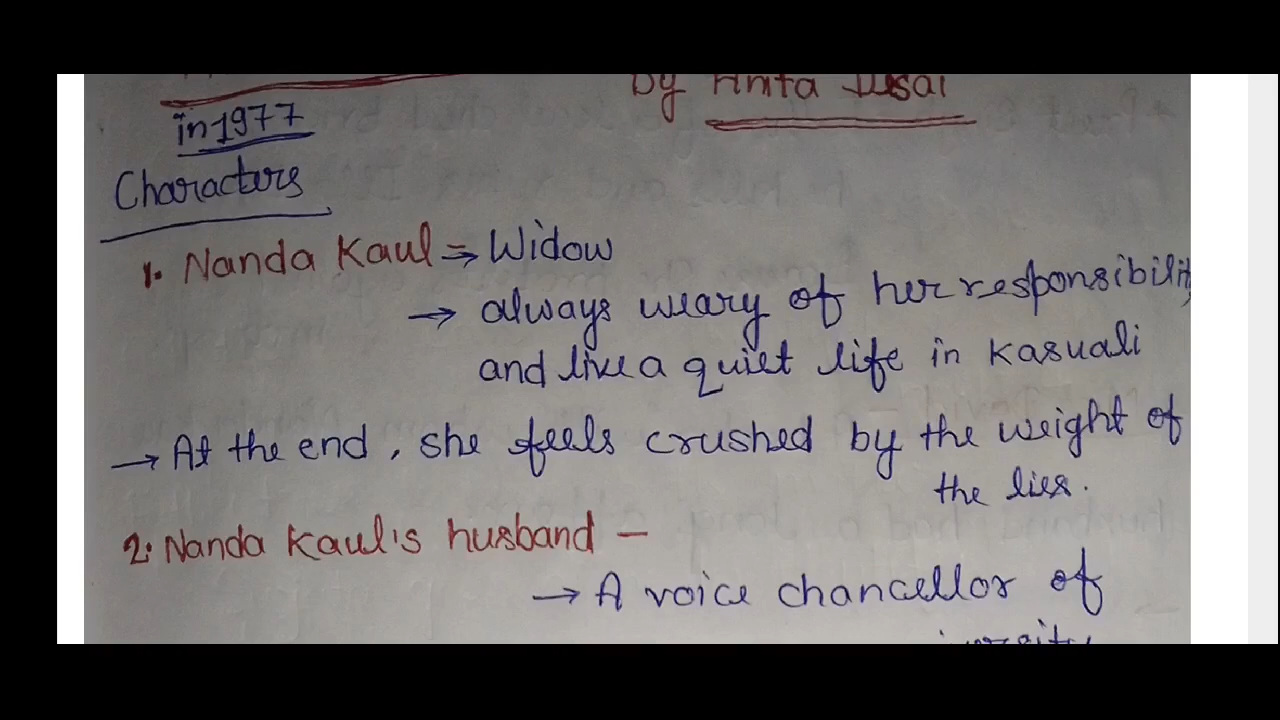 by Anita Desai
in 1977
Characters
1. Nanda Kaul => Widow
→ always weary of her responsibility
and live a quiet life in Kasuali
→ At the end, she feels crushed by the weight of
the lies.
2. Nanda Kaul's husband –
→ A voice chancellor of